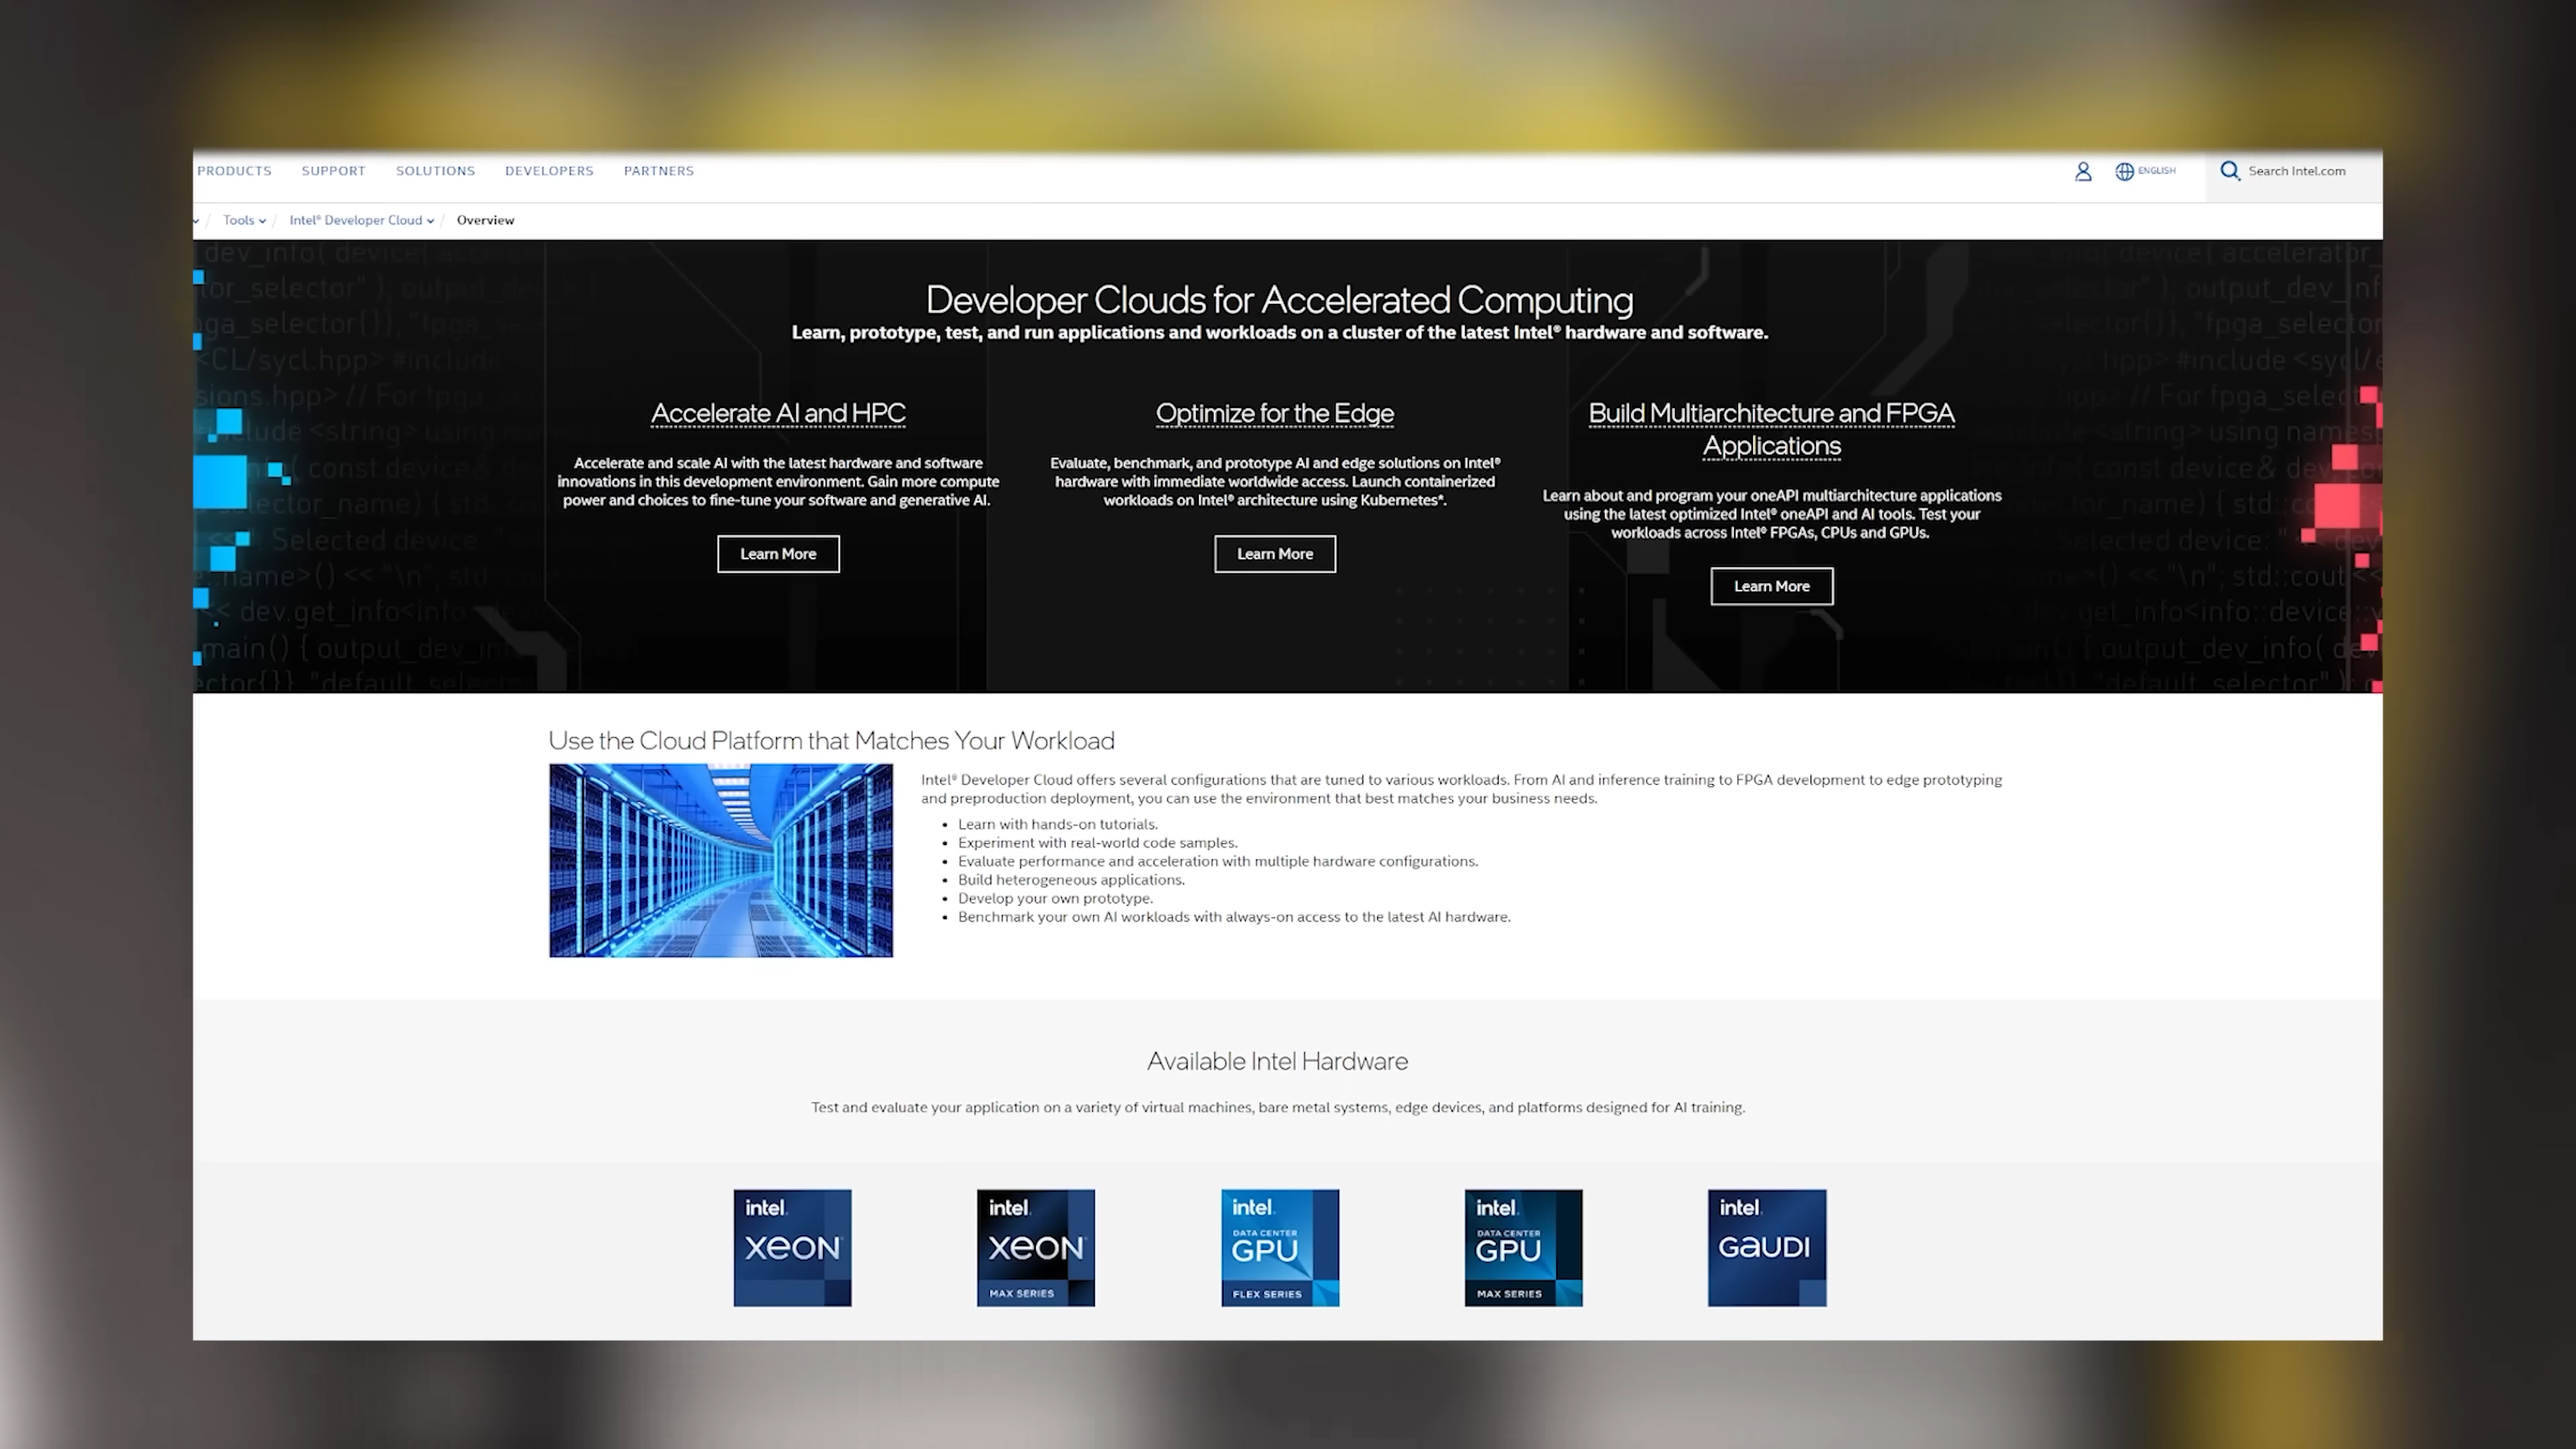 PRODUCTS SUPPORT SOLUTIONS DEVELOPERS PARTNERS ENGLISH Search Intel.com
/ Tools / Intel® Developer Cloud / Overview
Developer Clouds for Accelerated Computing
Learn, prototype, test, and run applications and workloads on a cluster of the latest Intel® hardware and software.
Accelerate AI and HPC
Accelerate and scale AI with the latest hardware and software
innovations in this development environment. Gain more compute
power and choices to fine-tune your software and generative AI.
Learn More
Optimize for the Edge
Evaluate, benchmark, and prototype AI and edge solutions on Intel®
hardware with immediate worldwide access. Launch containerized
workloads on Intel® architecture using Kubernetes*.
Learn More
Build Multiarchitecture and FPGA
Applications
Learn about and program your oneAPI multiarchitecture applications
using the latest optimized Intel® oneAPI and AI tools. Test your
workloads across Intel® FPGAs, CPUs and GPUs.
Learn More
Use the Cloud Platform that Matches Your Workload
Intel® Developer Cloud offers several configurations that are tuned to various workloads. From AI and inference training to FPGA development to edge prototyping
and preproduction deployment, you can use the environment that best matches your business needs.
• Learn with hands-on tutorials.
• Experiment with real-world code samples.
• Evaluate performance and acceleration with multiple hardware configurations.
• Build heterogeneous applications.
• Develop your own prototype.
• Benchmark your own AI workloads with always-on access to the latest AI hardware.
Available Intel Hardware
Test and evaluate your application on a variety of virtual machines, bare metal systems, edge devices, and platforms designed for AI training.
intel.
xeon
intel.
xeon
MAX SERIES
intel.
DATA CENTER
GPU
FLEX SERIES
intel.
DATA CENTER
GPU
MAX SERIES
intel.
GaUDI